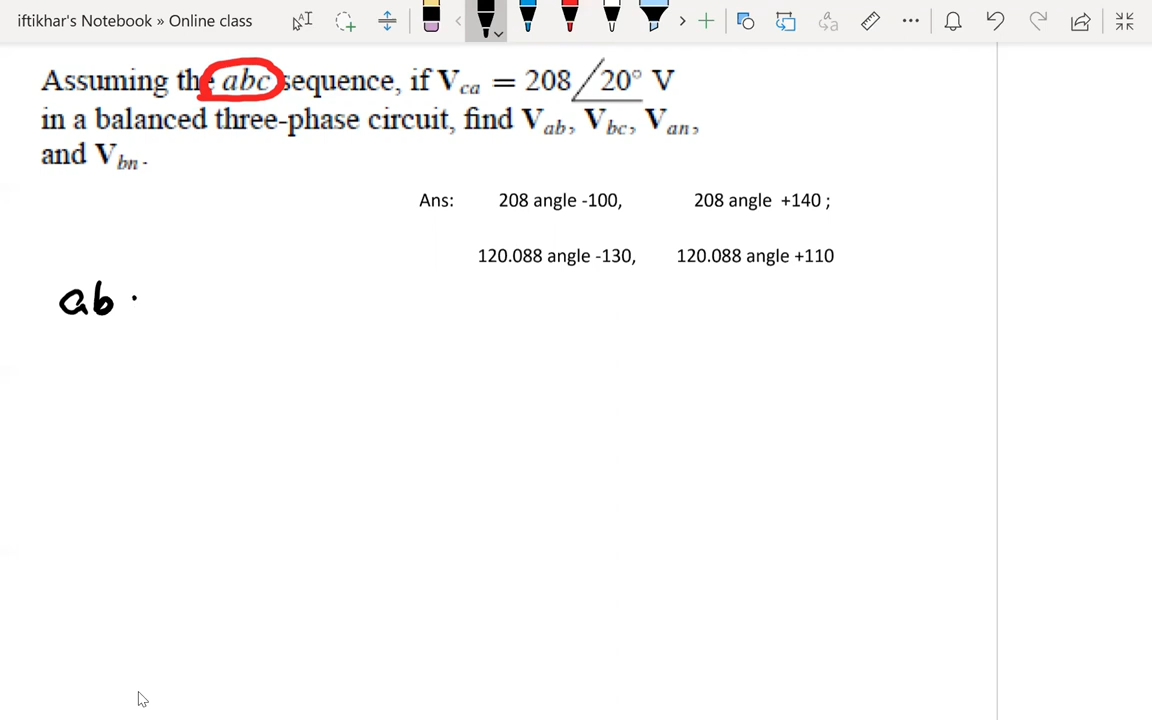 iftikhar's Notebook » Online class
Assuming the abc sequence, if Vca = 208 /20° V
in a balanced three-phase circuit, find Vab, Vbc, Van,
and Vbn.
Ans: 208 angle -100, 208 angle +140 ;
120.088 angle -130, 120.088 angle +110
ab .